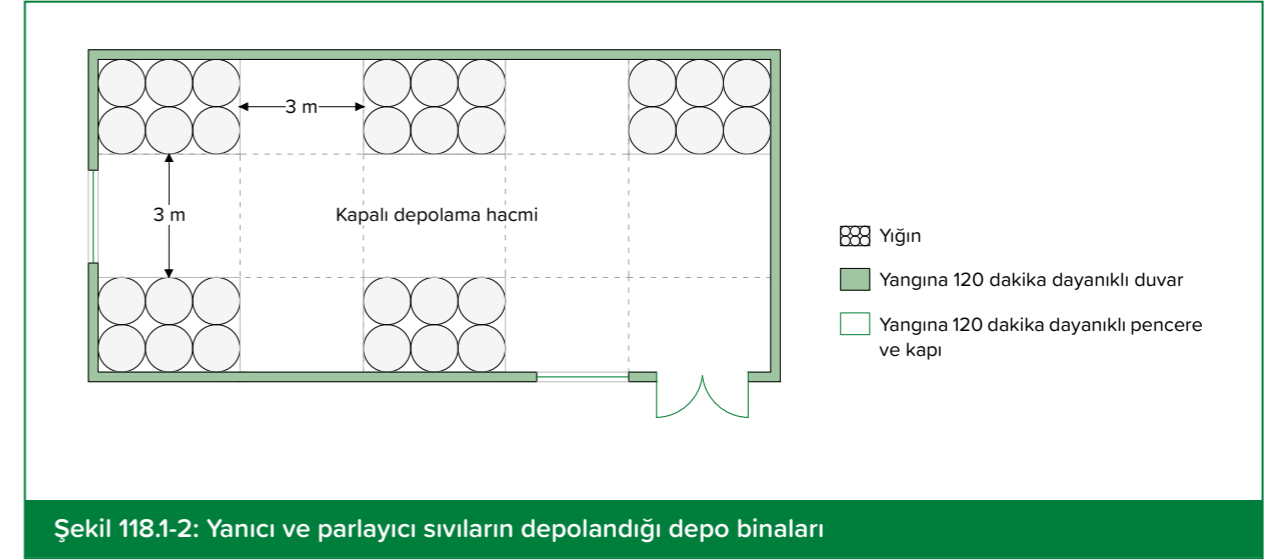 3 m
3 m
Kapalı depolama hacmi
Yığın
Yangına 120 dakika dayanıklı duvar
Yangına 120 dakika dayanıklı pencere
ve kapı
Şekil 118.1-2: Yanıcı ve parlayıcı sıvıların depolandığı depo binaları